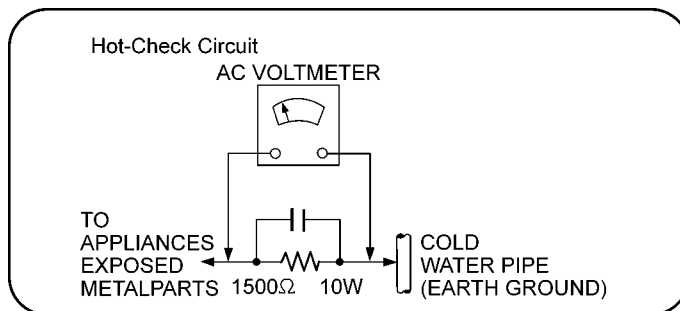 Hot-Check Circuit
AC VOLTMETER
TO
APPLIANCES
EXPOSED
METALPARTS
1500Ω 10W
COLD
WATER PIPE
(EARTH GROUND)